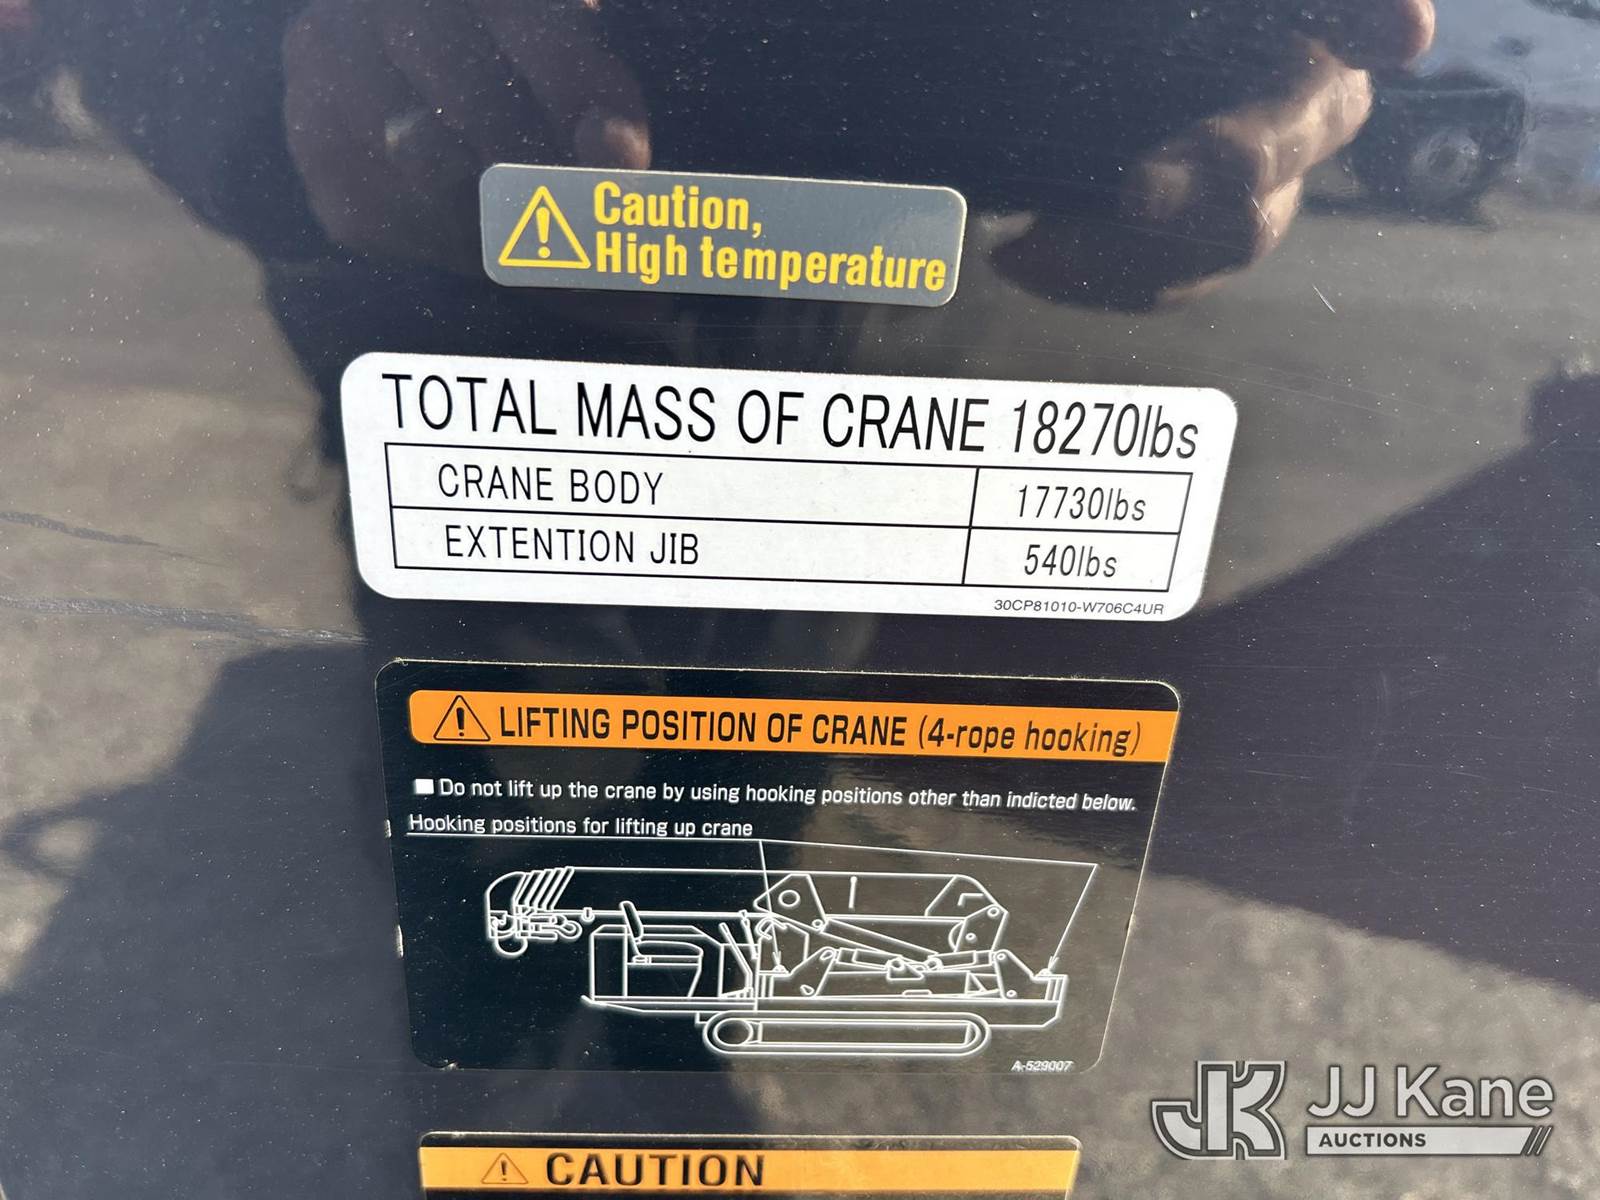 Caution,
High temperature
TOTAL MASS OF CRANE 18270lbs
CRANE BODY 17730lbs
EXTENTION JIB 540lbs
30CP81010-W706C4UR
LIFTING POSITION OF CRANE (4-rope hooking)
Do not lift up the crane by using hooking positions other than indicted below.
Hooking positions for lifting up crane
A-529007
CAUTION
JK JJ Kane
AUCTIONS